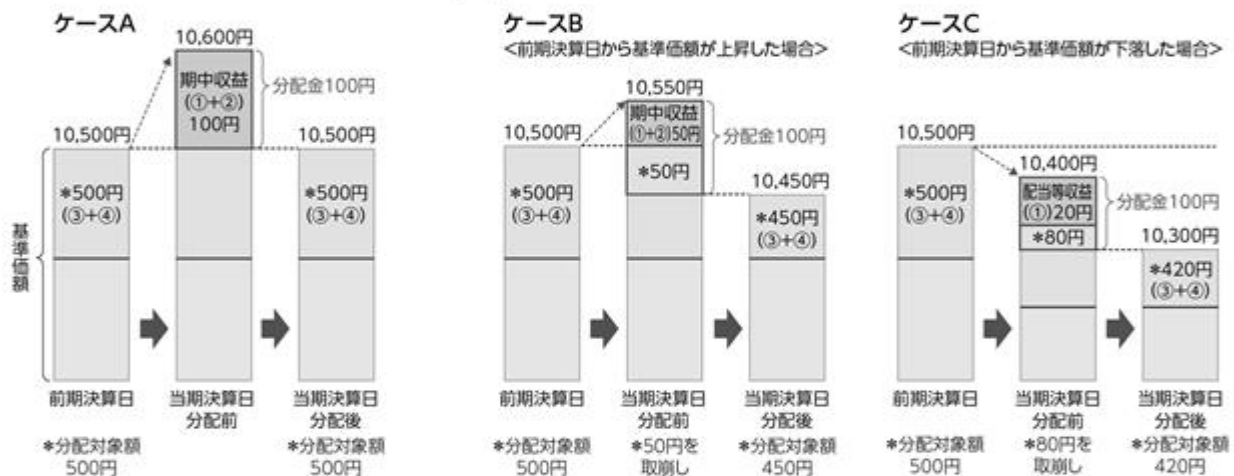 ケースA
10,600円
期中収益
(①+②)
100円
分配金100円
10,500円
10,500円
*500円
(③+④)
*500円
(③+④)
基準価額
前期決算日
当期決算日
分配前
当期決算日
分配後
*分配対象額
500円
*分配対象額
500円
ケースB
<前期決算日から基準価額が上昇した場合>
10,550円
期中収益
(①+②)50円
分配金100円
10,500円
*50円
10,450円
*500円
(③+④)
*450円
(③+④)
前期決算日
当期決算日
分配前
当期決算日
分配後
*分配対象額
500円
*50円を
取崩し
*分配対象額
450円
ケースC
<前期決算日から基準価額が下落した場合>
10,500円
10,400円
配当等収益
(①)20円
分配金100円
*80円
10,300円
*500円
(③+④)
*420円
(③+④)
前期決算日
当期決算日
分配前
当期決算日
分配後
*分配対象額
500円
*80円を
取崩し
*分配対象額
420円